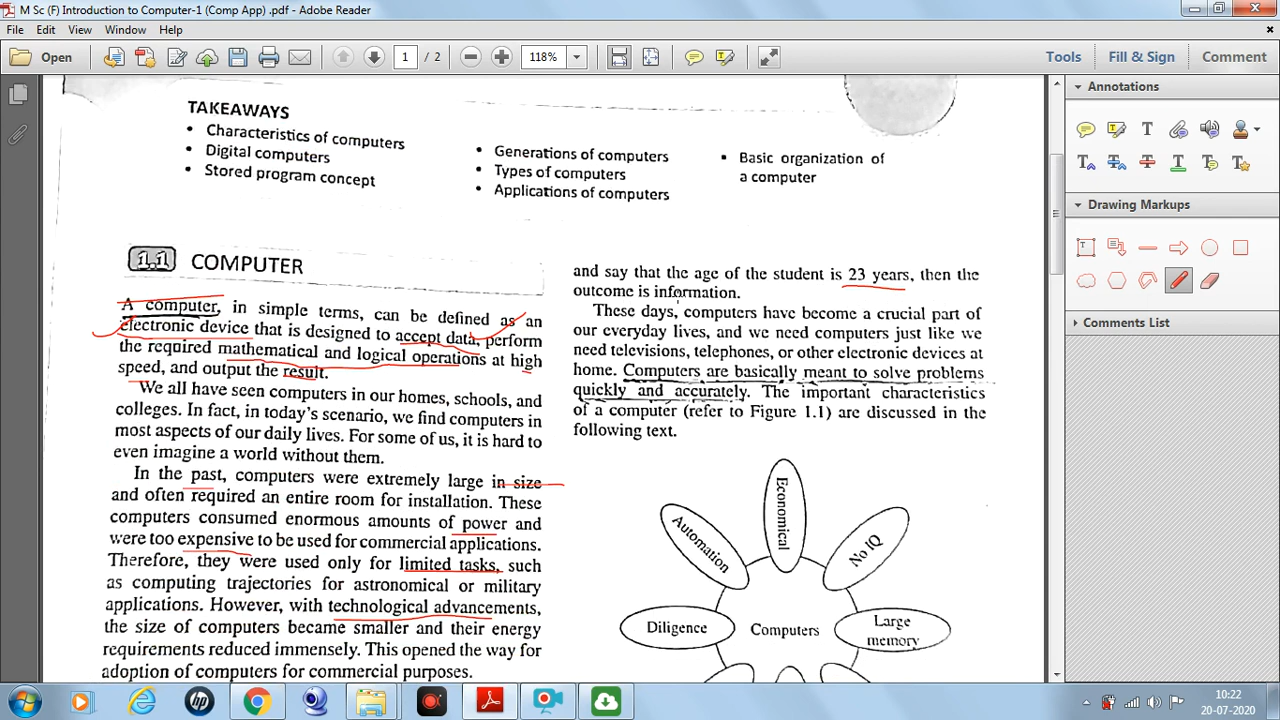 M Sc (F) Introduction to Computer-1 (Comp App) .pdf - Adobe Reader
File Edit View Window Help
Open 1 / 2 118% Tools Fill & Sign Comment
TAKEAWAYS
• Characteristics of computers
• Digital computers
• Stored program concept
• Generations of computers
• Types of computers
• Applications of computers
• Basic organization of
a computer
1.1 COMPUTER
A computer, in simple terms, can be defined as an
electronic device that is designed to accept data, perform
the required mathematical and logical operations at high
speed, and output the result.
We all have seen computers in our homes, schools, and
colleges. In fact, in today's scenario, we find computers in
most aspects of our daily lives. For some of us, it is hard to
even imagine a world without them.
In the past, computers were extremely large in size
and often required an entire room for installation. These
computers consumed enormous amounts of power and
were too expensive to be used for commercial applications.
Therefore, they were used only for limited tasks, such
as computing trajectories for astronomical or military
applications. However, with technological advancements,
the size of computers became smaller and their energy
requirements reduced immensely. This opened the way for
adoption of computers for commercial purposes.
and say that the age of the student is 23 years, then the
outcome is information.
These days, computers have become a crucial part of
our everyday lives, and we need computers just like we
need televisions, telephones, or other electronic devices at
home. Computers are basically meant to solve problems
quickly and accurately. The important characteristics
of a computer (refer to Figure 1.1) are discussed in the
following text.
Economical
Automation
No IQ
Diligence
Computers
Large
memory
Annotations
Drawing Markups
Comments List
10:22
20-07-2020